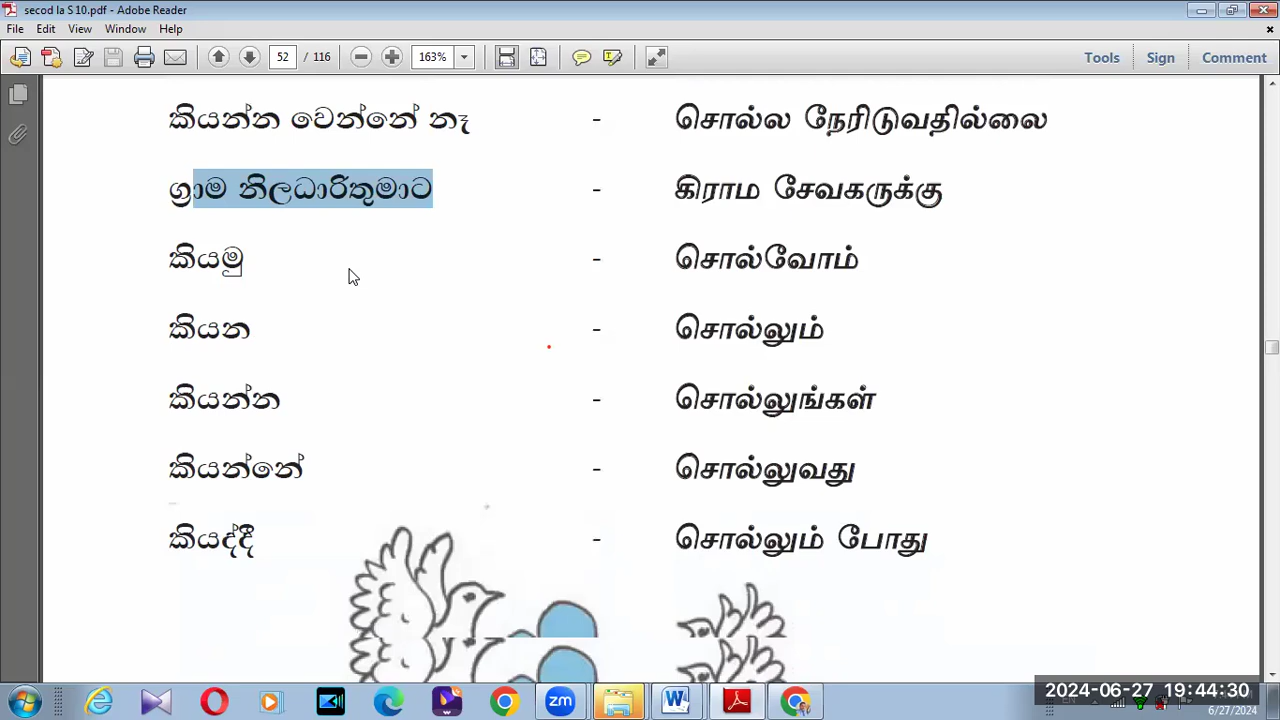 secod la S 10.pdf - Adobe Reader
File Edit View Window Help
52 / 116 163% Tools Sign Comment
කියන්න වෙන්නේ නෑ - சொல்ல நேரிடுவதில்லை
ග්‍රාම නිලධාරිතුමාට - கிராம சேவகருக்கு
කියමු - சொல்வோம்
කියන - சொல்லும்
කියන්න - சொல்லுங்கள்
කියන්නේ - சொல்லுவது
කියද්දී - சொல்லும் போது
2024-06-27 19:44:30
6/27/2024